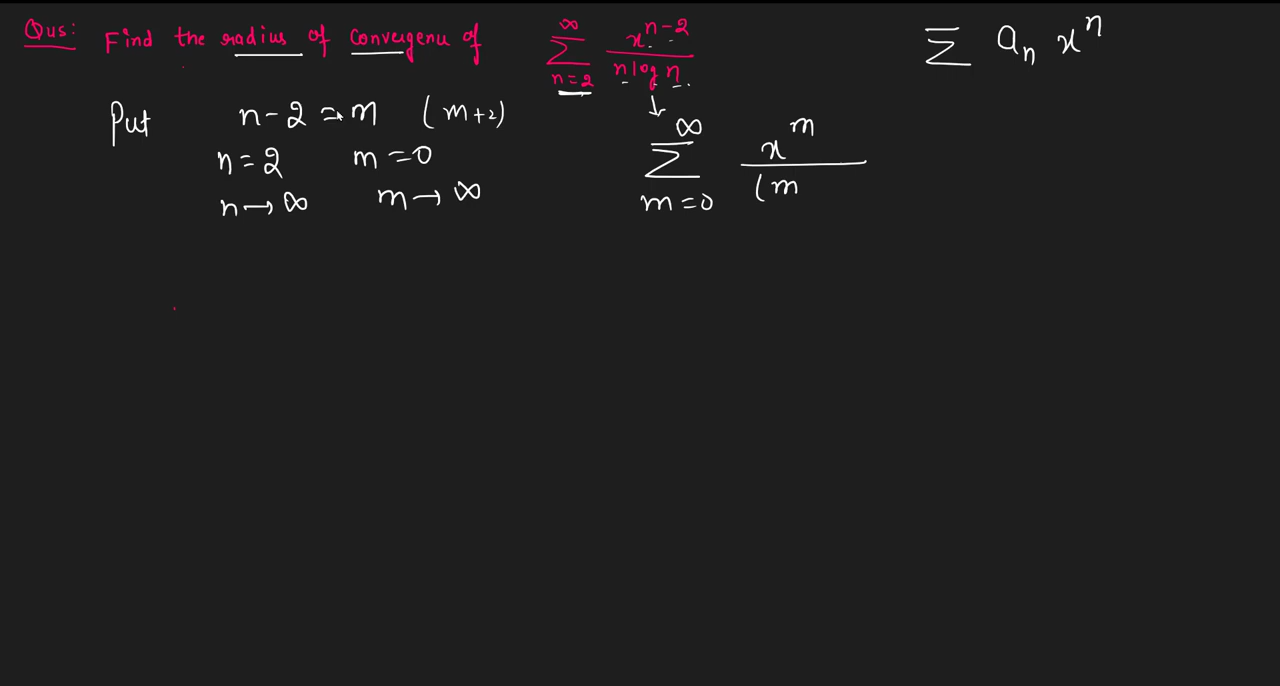 Qus: Find the radius of convergenu of ∞ Σ n=2 x^{n-2} / n log n
Σ a_n x^n
Put n-2 = m (m+2)
n = 2 m = 0
n → ∞ m → ∞
↓
∞ Σ m=0 x^m / (m